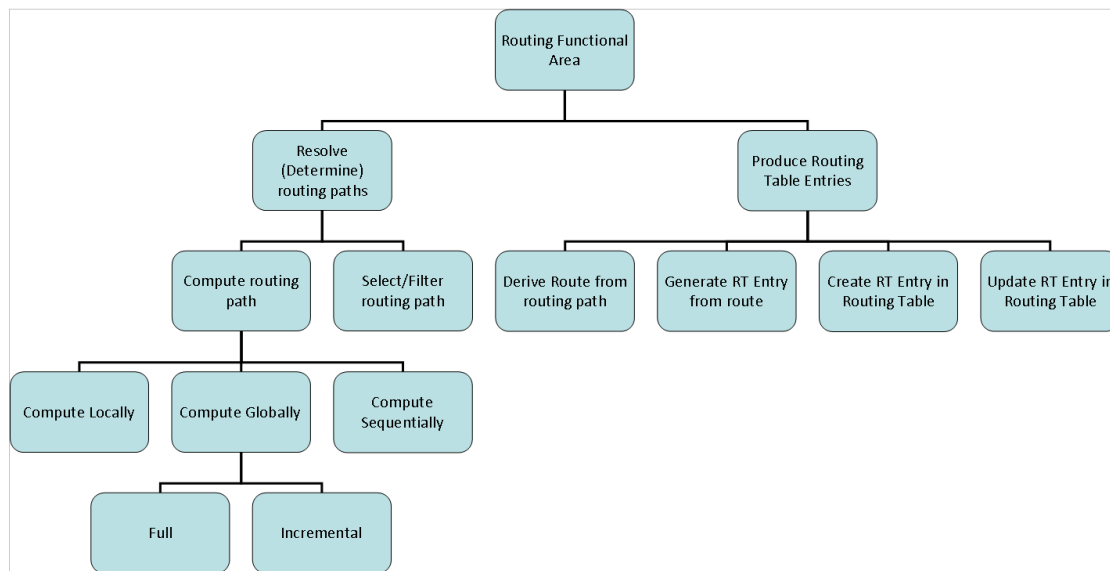 Routing Functional
Area
Resolve
(Determine)
routing paths
Produce Routing
Table Entries
Compute routing
path
Select/Filter
routing path
Derive Route from
routing path
Generate RT Entry
from route
Create RT Entry in
Routing Table
Update RT Entry in
Routing Table
Compute Locally
Compute Globally
Compute
Sequentially
Full
Incremental